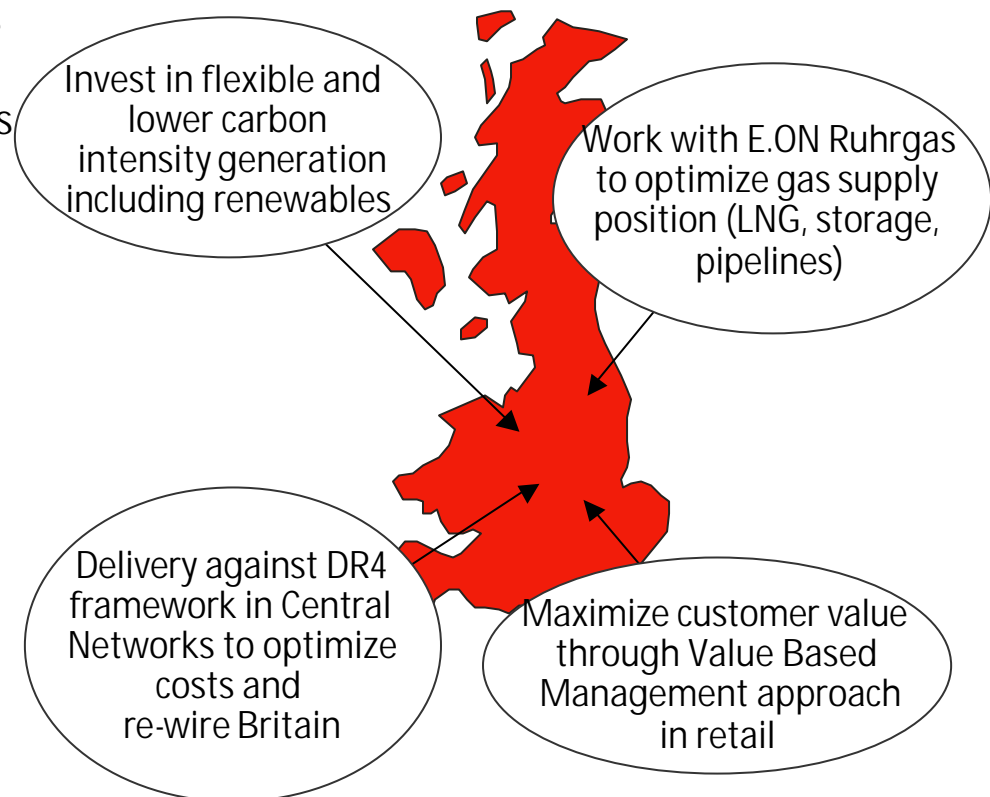 s
Invest in flexible and
lower carbon
intensity generation
including renewables
Work with E.ON Ruhrgas
to optimize gas supply
position (LNG, storage,
pipelines)
Delivery against DR4
framework in Central
Networks to optimize
costs and
re-wire Britain
Maximize customer value
through Value Based
Management approach
in retail